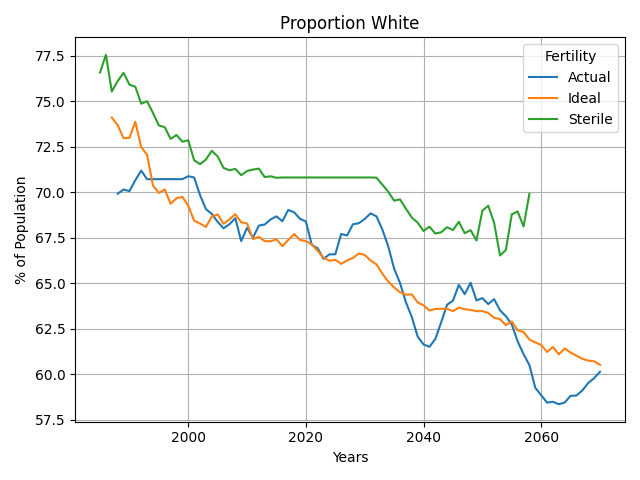 Proportion White
% of Population
77.5
75.0
72.5
70.0
67.5
65.0
62.5
60.0
57.5
Fertility
Actual
Ideal
Sterile
2000
2020
2040
2060
Years